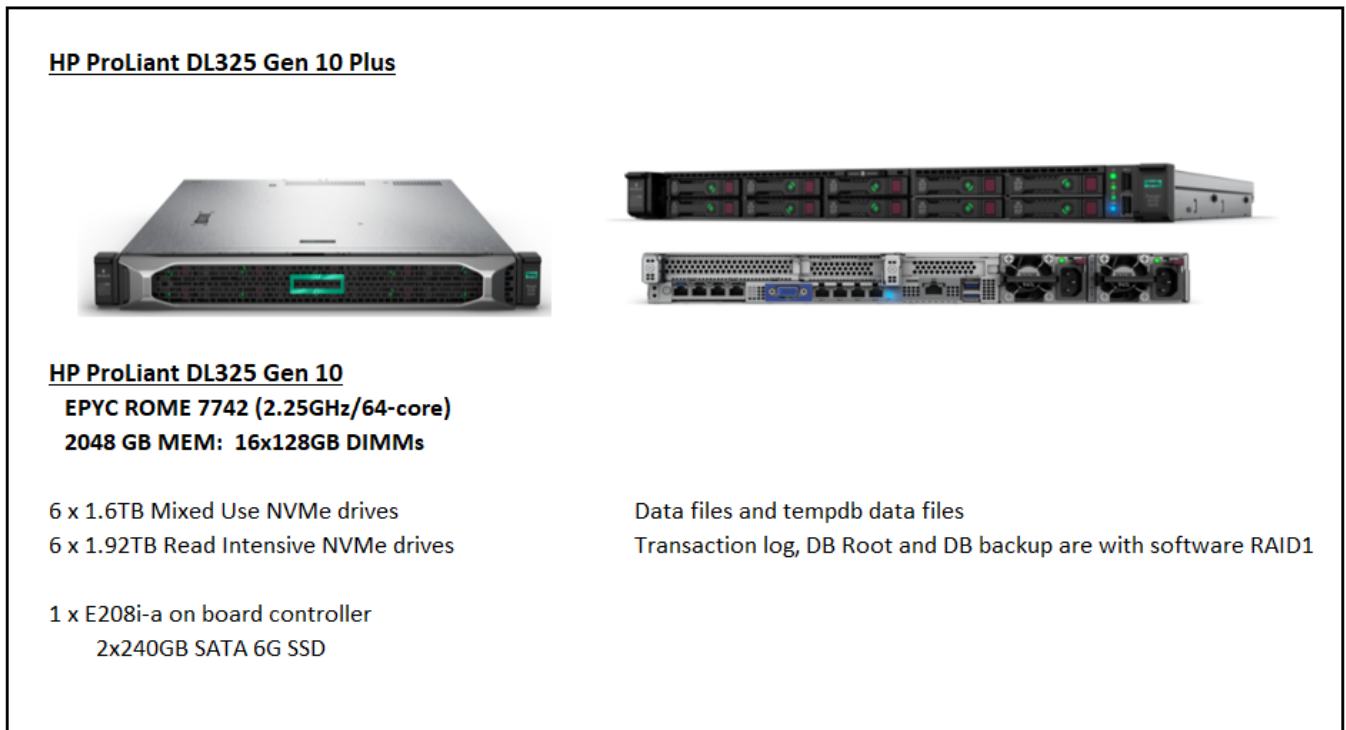 HP ProLiant DL325 Gen 10 Plus
HP ProLiant DL325 Gen 10
EPYC ROME 7742 (2.25GHz/64-core)
2048 GB MEM:  16x128GB DIMMs
6 x 1.6TB Mixed Use NVMe drives
Data files and tempdb data files
6 x 1.92TB Read Intensive NVMe drives
Transaction log, DB Root and DB backup are with software RAID1
1 x E208i-a on board controller
2x240GB SATA 6G SSD